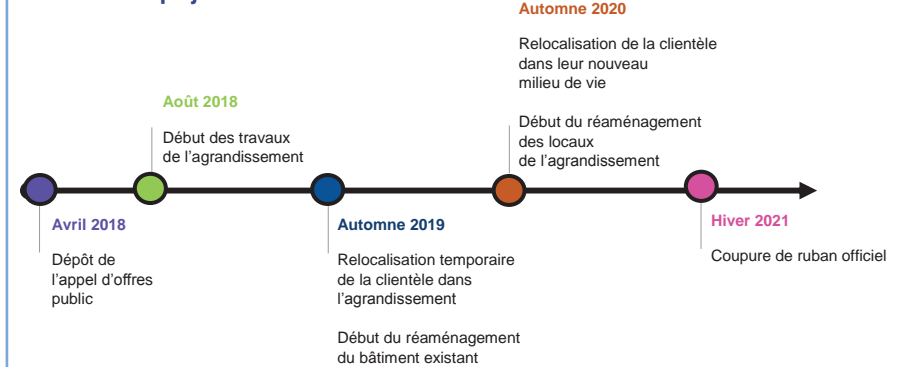 Automne 2020
Relocalisation de la clientèle
dans leur nouveau
milieu de vie
Début du réaménagement
des locaux
de l'agrandissement
Août 2018
Début des travaux
de l'agrandissement
Avril 2018
Dépôt de
l'appel d'offres
public
Automne 2019
Relocalisation temporaire
de la clientèle dans
l'agrandissement
Début du réaménagement
du bâtiment existant
Hiver 2021
Coupure de ruban officiel